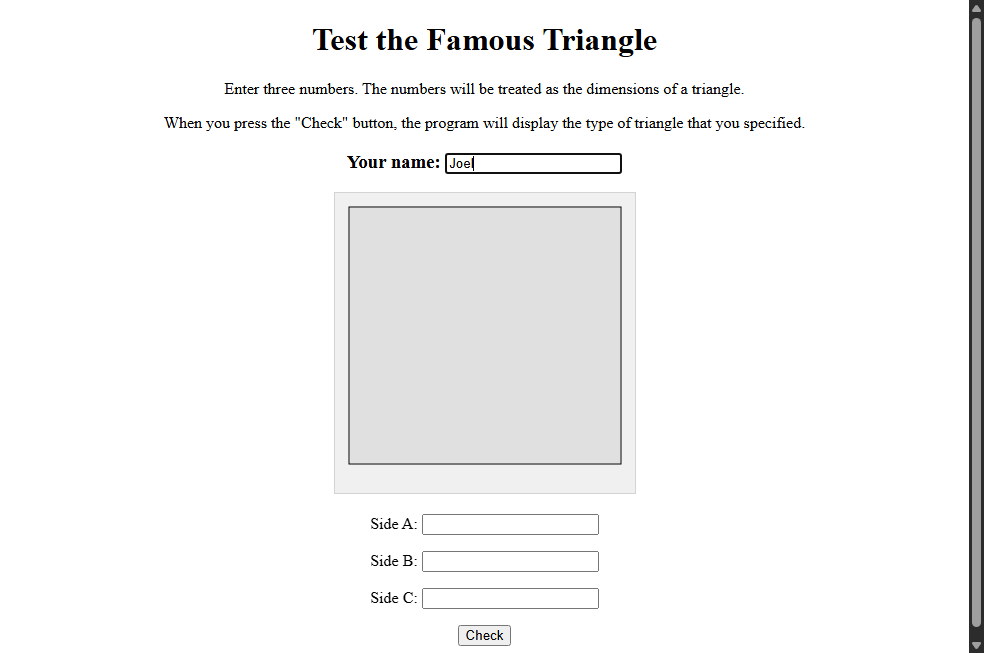 Test the Famous Triangle
Enter three numbers. The numbers will be treated as the dimensions of a triangle.
When you press the "Check" button, the program will display the type of triangle that you specified.
Your name: Joel
Side A:
Side B:
Side C:
Check